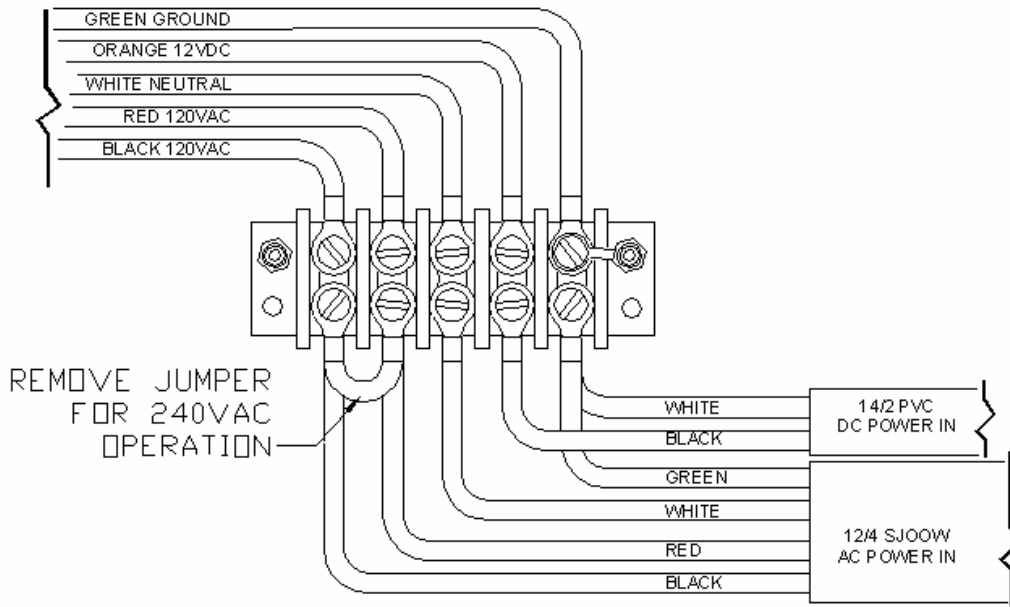 GREEN GROUND
ORANGE 12VDC
WHITE NEUTRAL
RED 120VAC
BLACK 120VAC
REMOVE JUMPER
FOR 240VAC
OPERATION
WHITE
BLACK
14/2 PVC
DC POWER IN
GREEN
WHITE
RED
BLACK
12/4 SJOOW
AC POWER IN